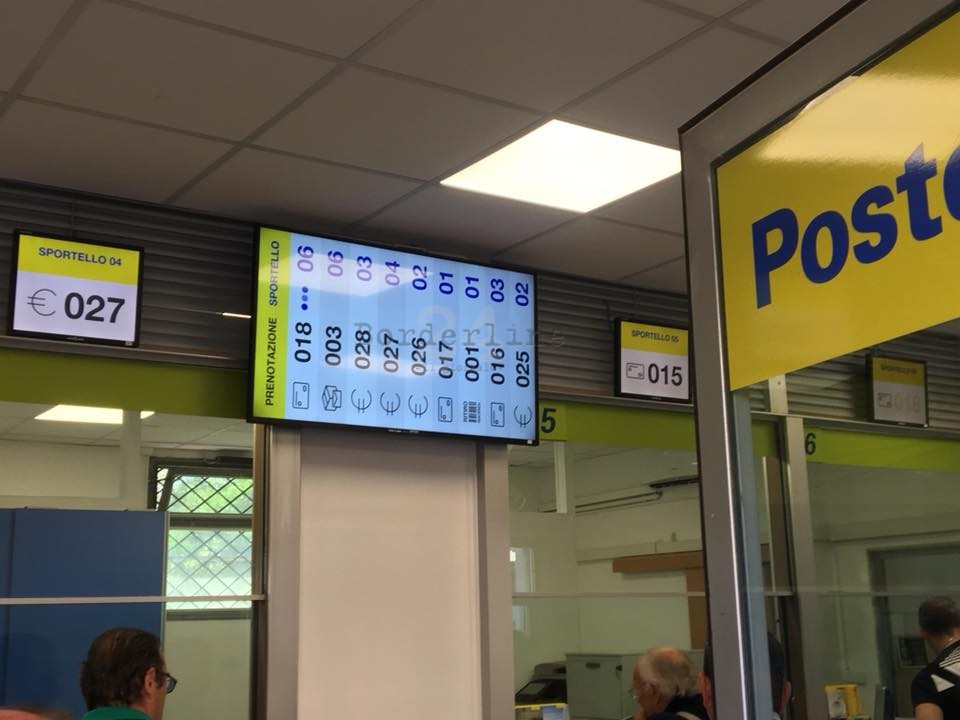 SPORTELLO 04
€ 027
PRENOTAZIONE SPORTELLO
018 ••• 06
003 06
€ 028 03
€ 027 04
€ 026 02
017 01
001 01
016 03
€ 025 02
Borderline
SPORTELLO 05
015
016
5
6
Poste